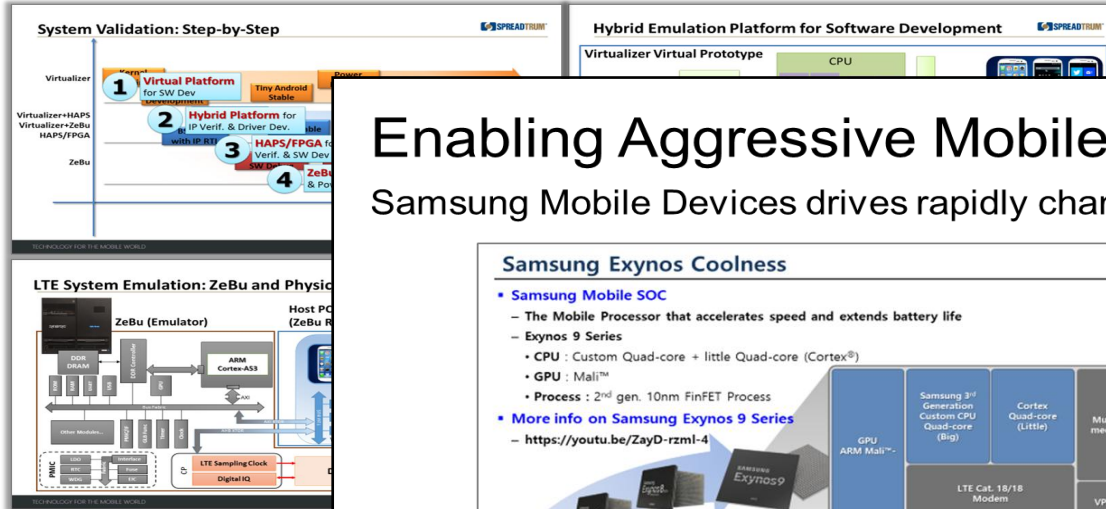 System Validation: Step-by-Step
SPREADTRUM
Virtualizer
Virtualizer+HAPS
Virtualizer+ZeBu
HAPS/FPGA
ZeBu
Kernel
Development
1
Virtual Platform
for SW Dev
Tiny Android
Stable
Power
2
Hybrid Platform for
IP Verif. & Driver Dev.
with IP RTL
3
HAPS/FPGA
Verif. & SW Dev
4
TECHNOLOGY FOR THE MOBILE WORLD
Hybrid Emulation Platform for Software Development
SPREADTRUM
Virtualizer Virtual Prototype
CPU
LTE System Emulation: ZeBu and Physic
Host PC
(ZeBu R
ZeBu (Emulator)
DDR
DRAM
DDR Controller
ARM
Cortex-A53
AXI
GPU
Bus Fabric
Other Modules...
Timer
PMIC
LDO
RTC
WDG
Interface
Fuse
EIC
CP
LTE Sampling Clock
Digital IQ
TECHNOLOGY FOR THE MOBILE WORLD
Enabling Aggressive Mobile
Samsung Mobile Devices drives rapidly char
Samsung Exynos Coolness
• Samsung Mobile SOC
– The Mobile Processor that accelerates speed and extends battery life
– Exynos 9 Series
• CPU : Custom Quad-core + little Quad-core (Cortex®)
• GPU : Mali™
• Process : 2nd gen. 10nm FinFET Process
• More info on Samsung Exynos 9 Series
– https://youtu.be/ZayD-rzml-4
SAMSUNG
Exynos9
GPU
ARM Mali™-
Samsung 3rd
Generation
Custom CPU
Quad-core
(Big)
Cortex
Quad-core
(Little)
LTE Cat. 18/18
Modem